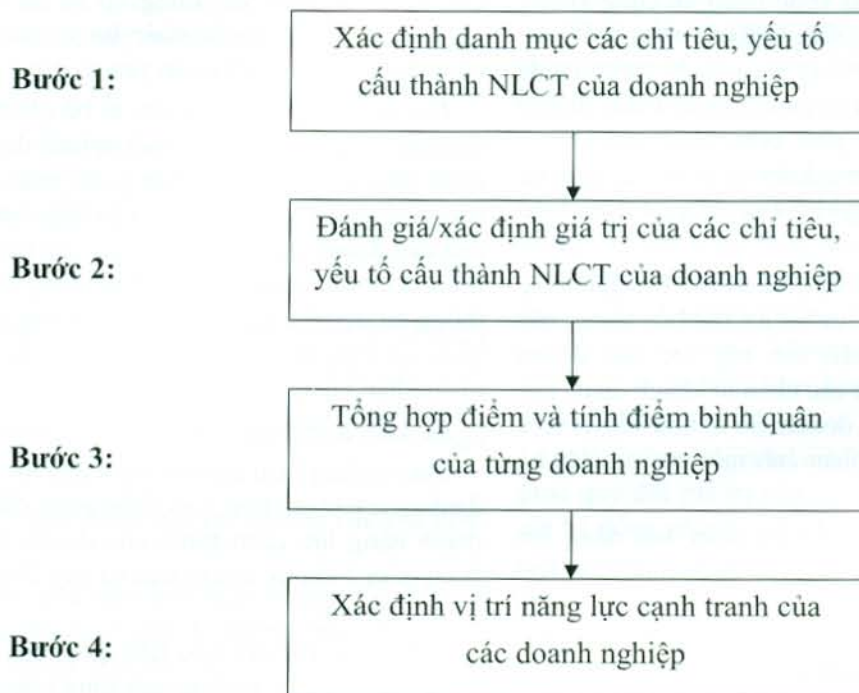 Xác định danh mục các chỉ tiêu, yếu tố
Bước 1:
cấu thành NLCT của doanh nghiệp
Đánh giá/xác định giá trị của các chỉ tiêu,
Bước 2:
yếu tố cấu thành NLCT của doanh nghiệp
Tổng hợp điểm và tính điểm bình quân
Bước 3:
của từng doanh nghiệp
Xác định vị trí năng lực cạnh tranh của
Bước 4:
các doanh nghiệp